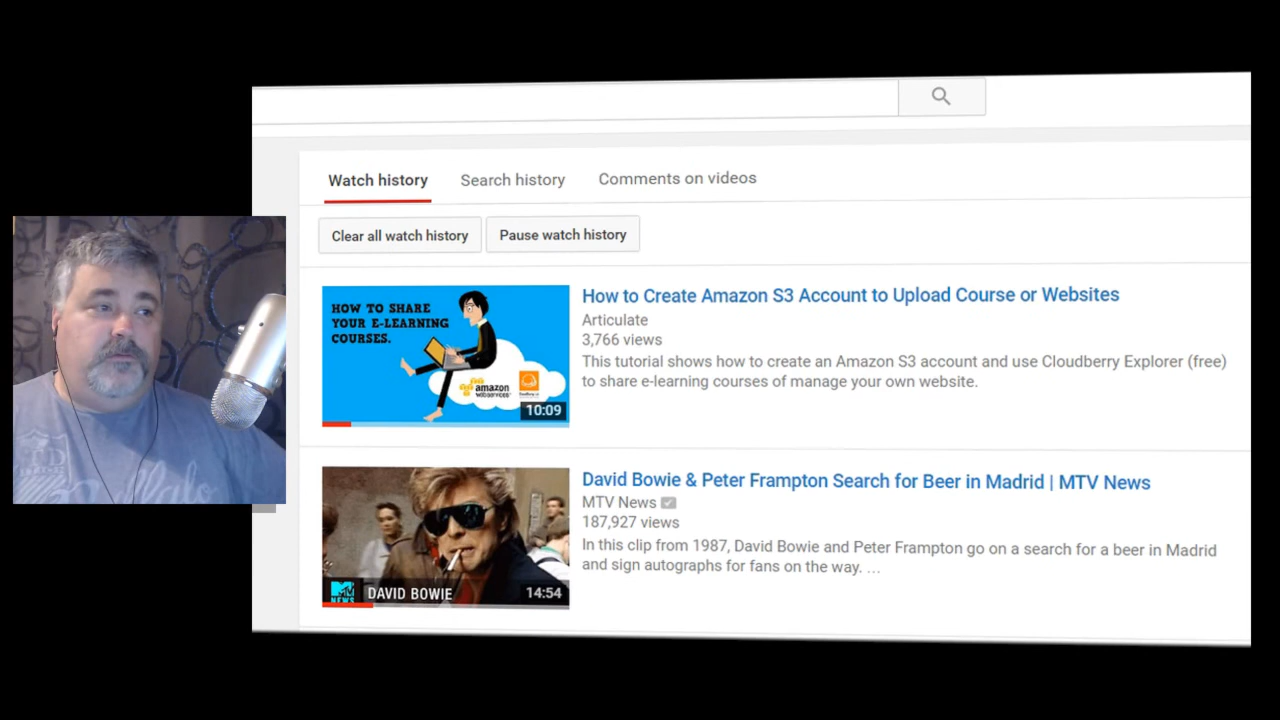 Watch history
Search history
Comments on videos
Clear all watch history
Pause watch history
HOW TO SHARE
YOUR E-LEARNING
COURSES.
amazon
webservices
10:09
How to Create Amazon S3 Account to Upload Course or Websites
Articulate
3,766 views
This tutorial shows how to create an Amazon S3 account and use Cloudberry Explorer (free)
to share e-learning courses of manage your own website.
MTV
NEWS
DAVID BOWIE
14:54
David Bowie & Peter Frampton Search for Beer in Madrid | MTV News
MTV News
187,927 views
In this clip from 1987, David Bowie and Peter Frampton go on a search for a beer in Madrid
and sign autographs for fans on the way. …